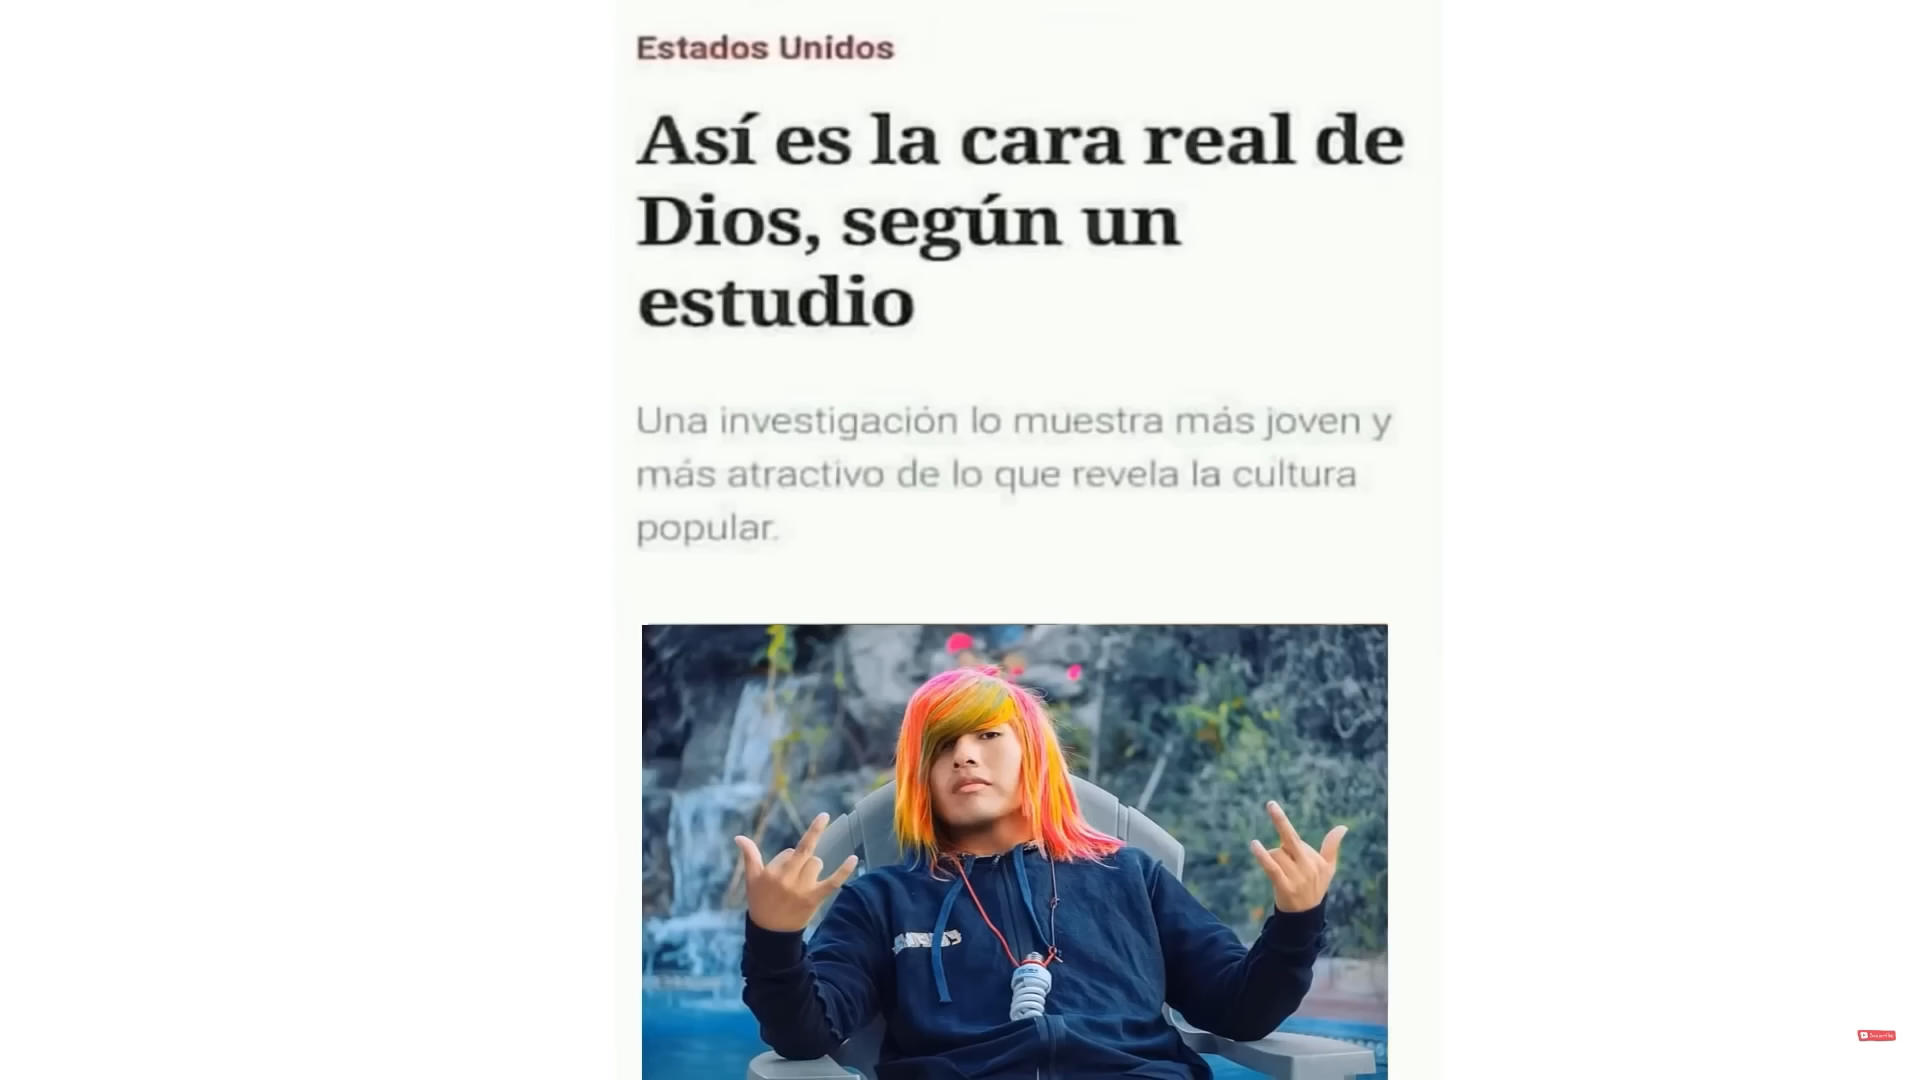 Estados Unidos
Así es la cara real de
Dios, según un
estudio
Una investigación lo muestra más joven y
más atractivo de lo que revela la cultura
popular.